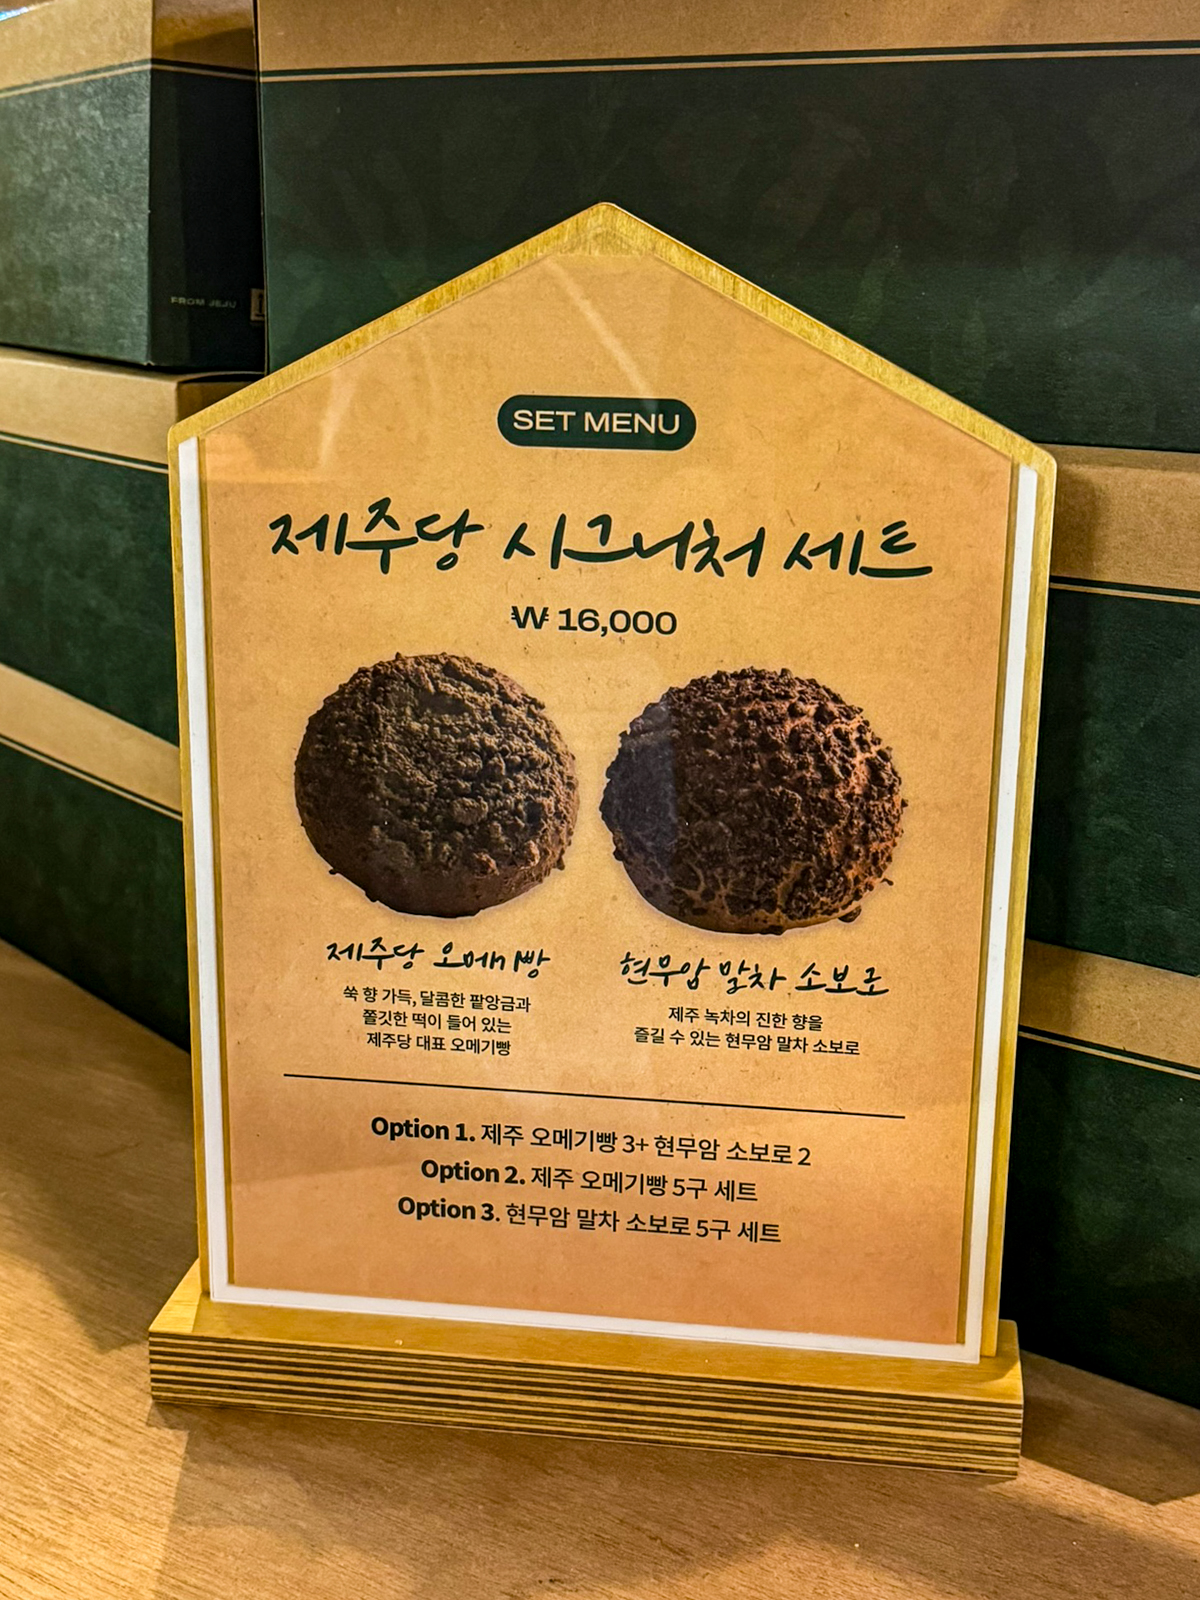 FROM JEJU
SET MENU
제주당 시그니처 세트
₩ 16,000
제주당 오메기빵
쑥 향 가득, 달콤한 팥앙금과
쫄깃한 떡이 들어 있는
제주당 대표 오메기빵
현무암 말차 소보로
제주 녹차의 진한 향을
즐길 수 있는 현무암 말차 소보로
Option 1. 제주 오메기빵 3+ 현무암 소보로 2
Option 2. 제주 오메기빵 5구 세트
Option 3. 현무암 말차 소보로 5구 세트